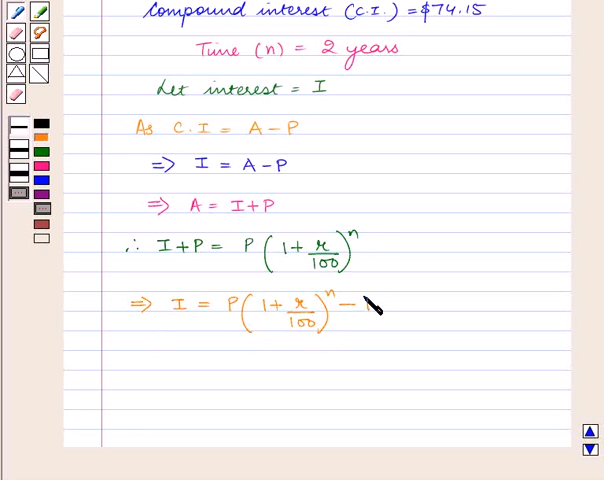 Compound interest (C.I.) = $74.15
Time (n) = 2 years
Let interest = I
As C.I = A - P
=> I = A - P
=> A = I + P
∴ I + P = P (1 + r/100)^n
=> I = P (1 + r/100)^n -